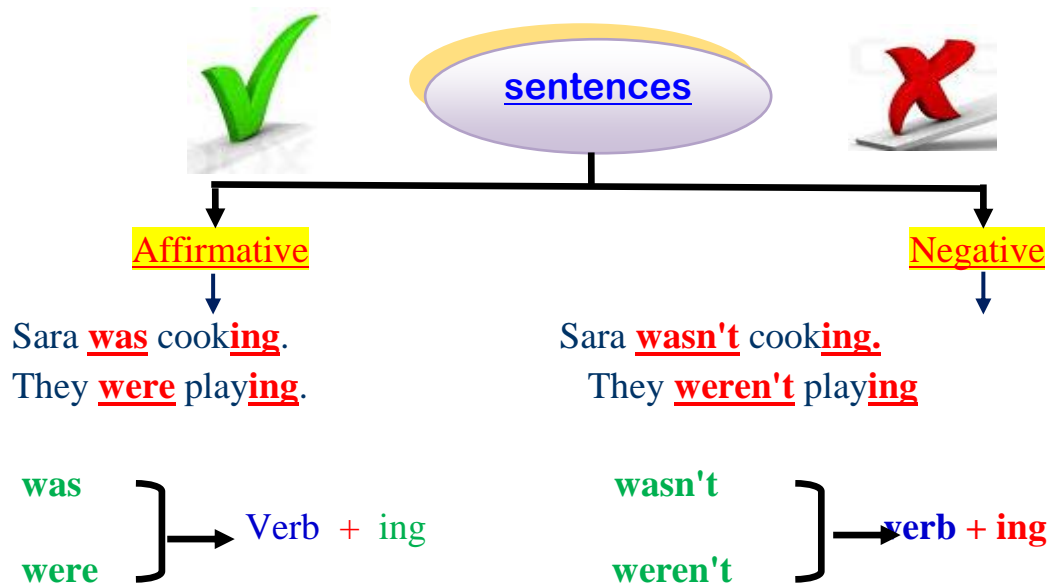 sentences
Affirmative
Negative
Sara was cooking.
Sara wasn't cooking.
They were playing.
They weren't playing
was
wasn't
Verb + ing
verb + ing
were
weren't